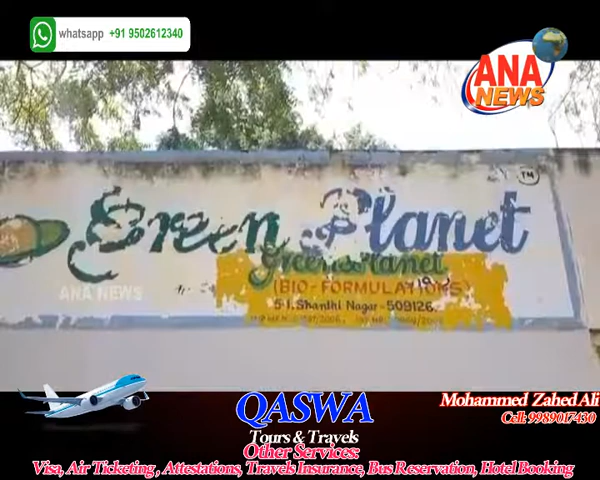 whatsapp +91 9502612340
ANA
NEWS
TM
Green Planet
Green Planet
(BIO-FORMULATIONS)
5-1, Shanthi Nagar-509126.
ANA NEWS
QASWA
Tours & Travels
Mohammed Zahed Ali
Cell: 9989017430
Other Services:
Visa, Air Ticketing, Attestations, Travels Insurance, Bus Reservation, Hotel Booking